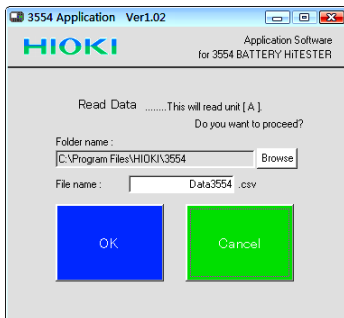 3554 Application Ver1.02
HIOKI
Application Software
for 3554 BATTERY HiTESTER
Read Data ........This will read unit [ A ].
Do you want to proceed?
Folder name :
C:\Program Files\HIOKI\3554 Browse
File name : Data3554 .csv
OK Cancel